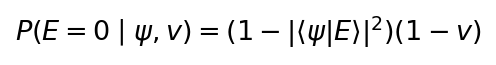 P(E = 0 | ψ, v) = (1 − |⟨ψ|E⟩|²)(1 − v)